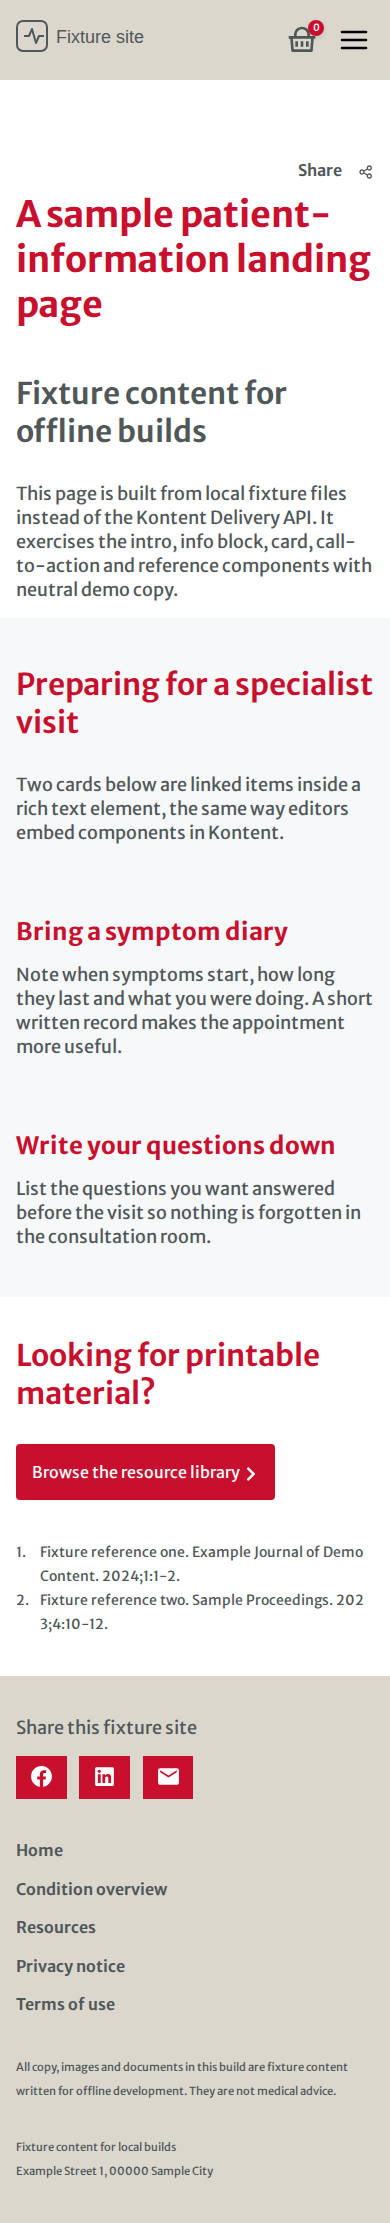 Fixture site
0
Share
A sample patient-
information landing
page
Fixture content for
offline builds
This page is built from local fixture files
instead of the Kontent Delivery API. It
exercises the intro, info block, card, call-
to-action and reference components with
neutral demo copy.
Preparing for a specialist
visit
Two cards below are linked items inside a
rich text element, the same way editors
embed components in Kontent.
Bring a symptom diary
Note when symptoms start, how long
they last and what you were doing. A short
written record makes the appointment
more useful.
Write your questions down
List the questions you want answered
before the visit so nothing is forgotten in
the consultation room.
Looking for printable
material?
Browse the resource library
1. Fixture reference one. Example Journal of Demo
Content. 2024;1:1-2.
2. Fixture reference two. Sample Proceedings. 202
3;4:10-12.
Share this fixture site
Home
Condition overview
Resources
Privacy notice
Terms of use
All copy, images and documents in this build are fixture content
written for offline development. They are not medical advice.
Fixture content for local builds
Example Street 1, 00000 Sample City